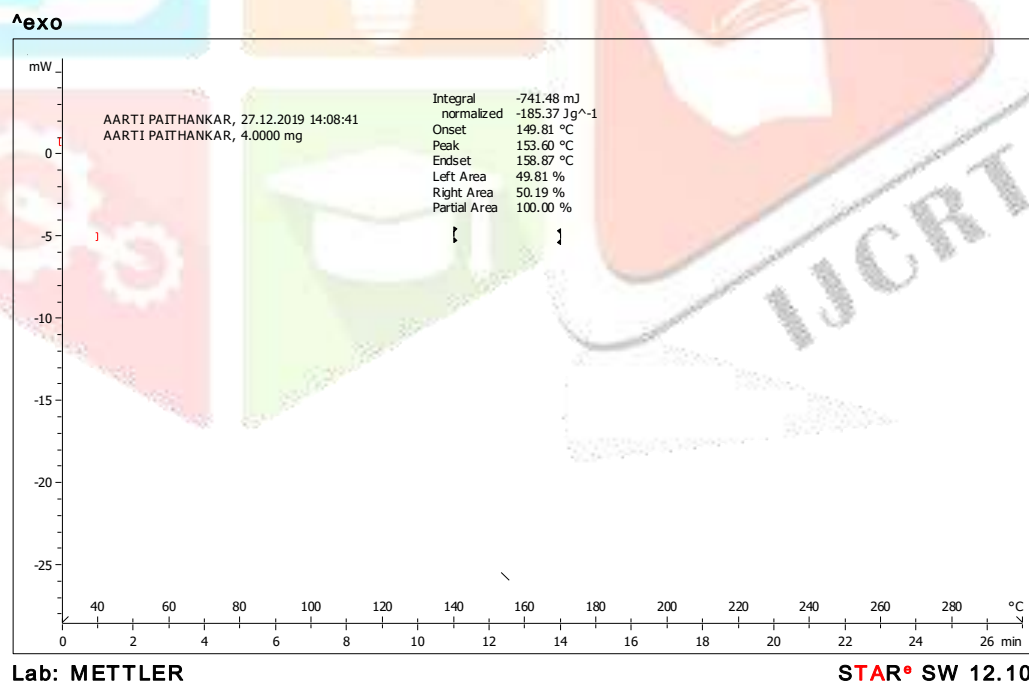 ^exo
mW
AARTI PAITHANKAR, 27.12.2019 14:08:41
AARTI PAITHANKAR, 4.0000 mg
Integral -741.48 mJ
normalized -185.37 Jg^-1
Onset 149.81 °C
Peak 153.60 °C
Endset 158.87 °C
Left Area 49.81 %
Right Area 50.19 %
Partial Area 100.00 %
0
-5
-10
-15
-20
-25
IJCRT
40 60 80 100 120 140 160 180 200 220 240 260 280 °C
0 2 4 6 8 10 12 14 16 18 20 22 24 26 min
Lab: METTLER
STARe SW 12.10